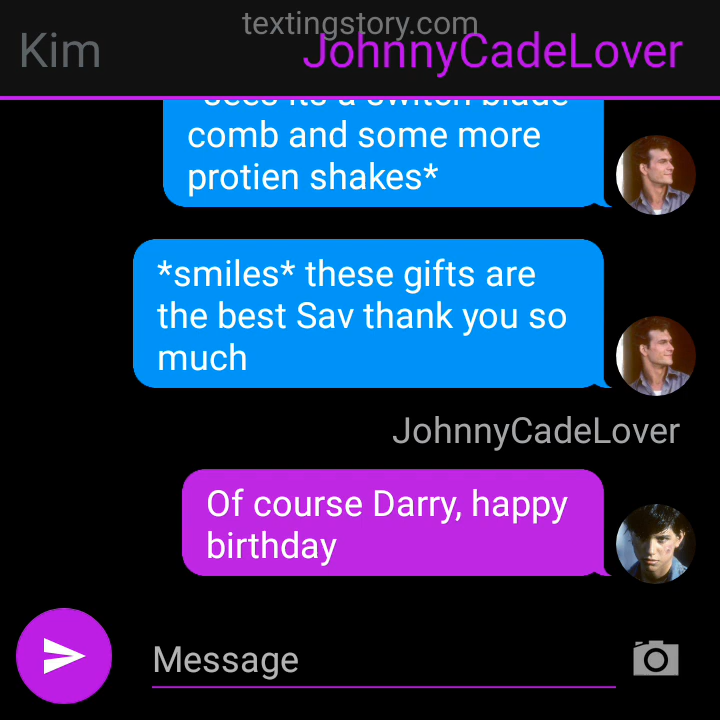 textingstory.com
Kim
JohnnyCadeLover
comb and some more
protien shakes*
*smiles* these gifts are
the best Sav thank you so
much
JohnnyCadeLover
Of course Darry, happy
birthday
Message